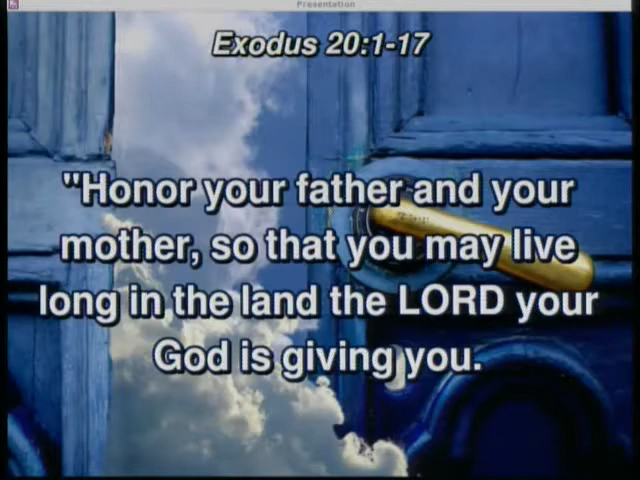 Presentation
Exodus 20:1-17
"Honor your father and your
mother, so that you may live
long in the land the LORD your
God is giving you.